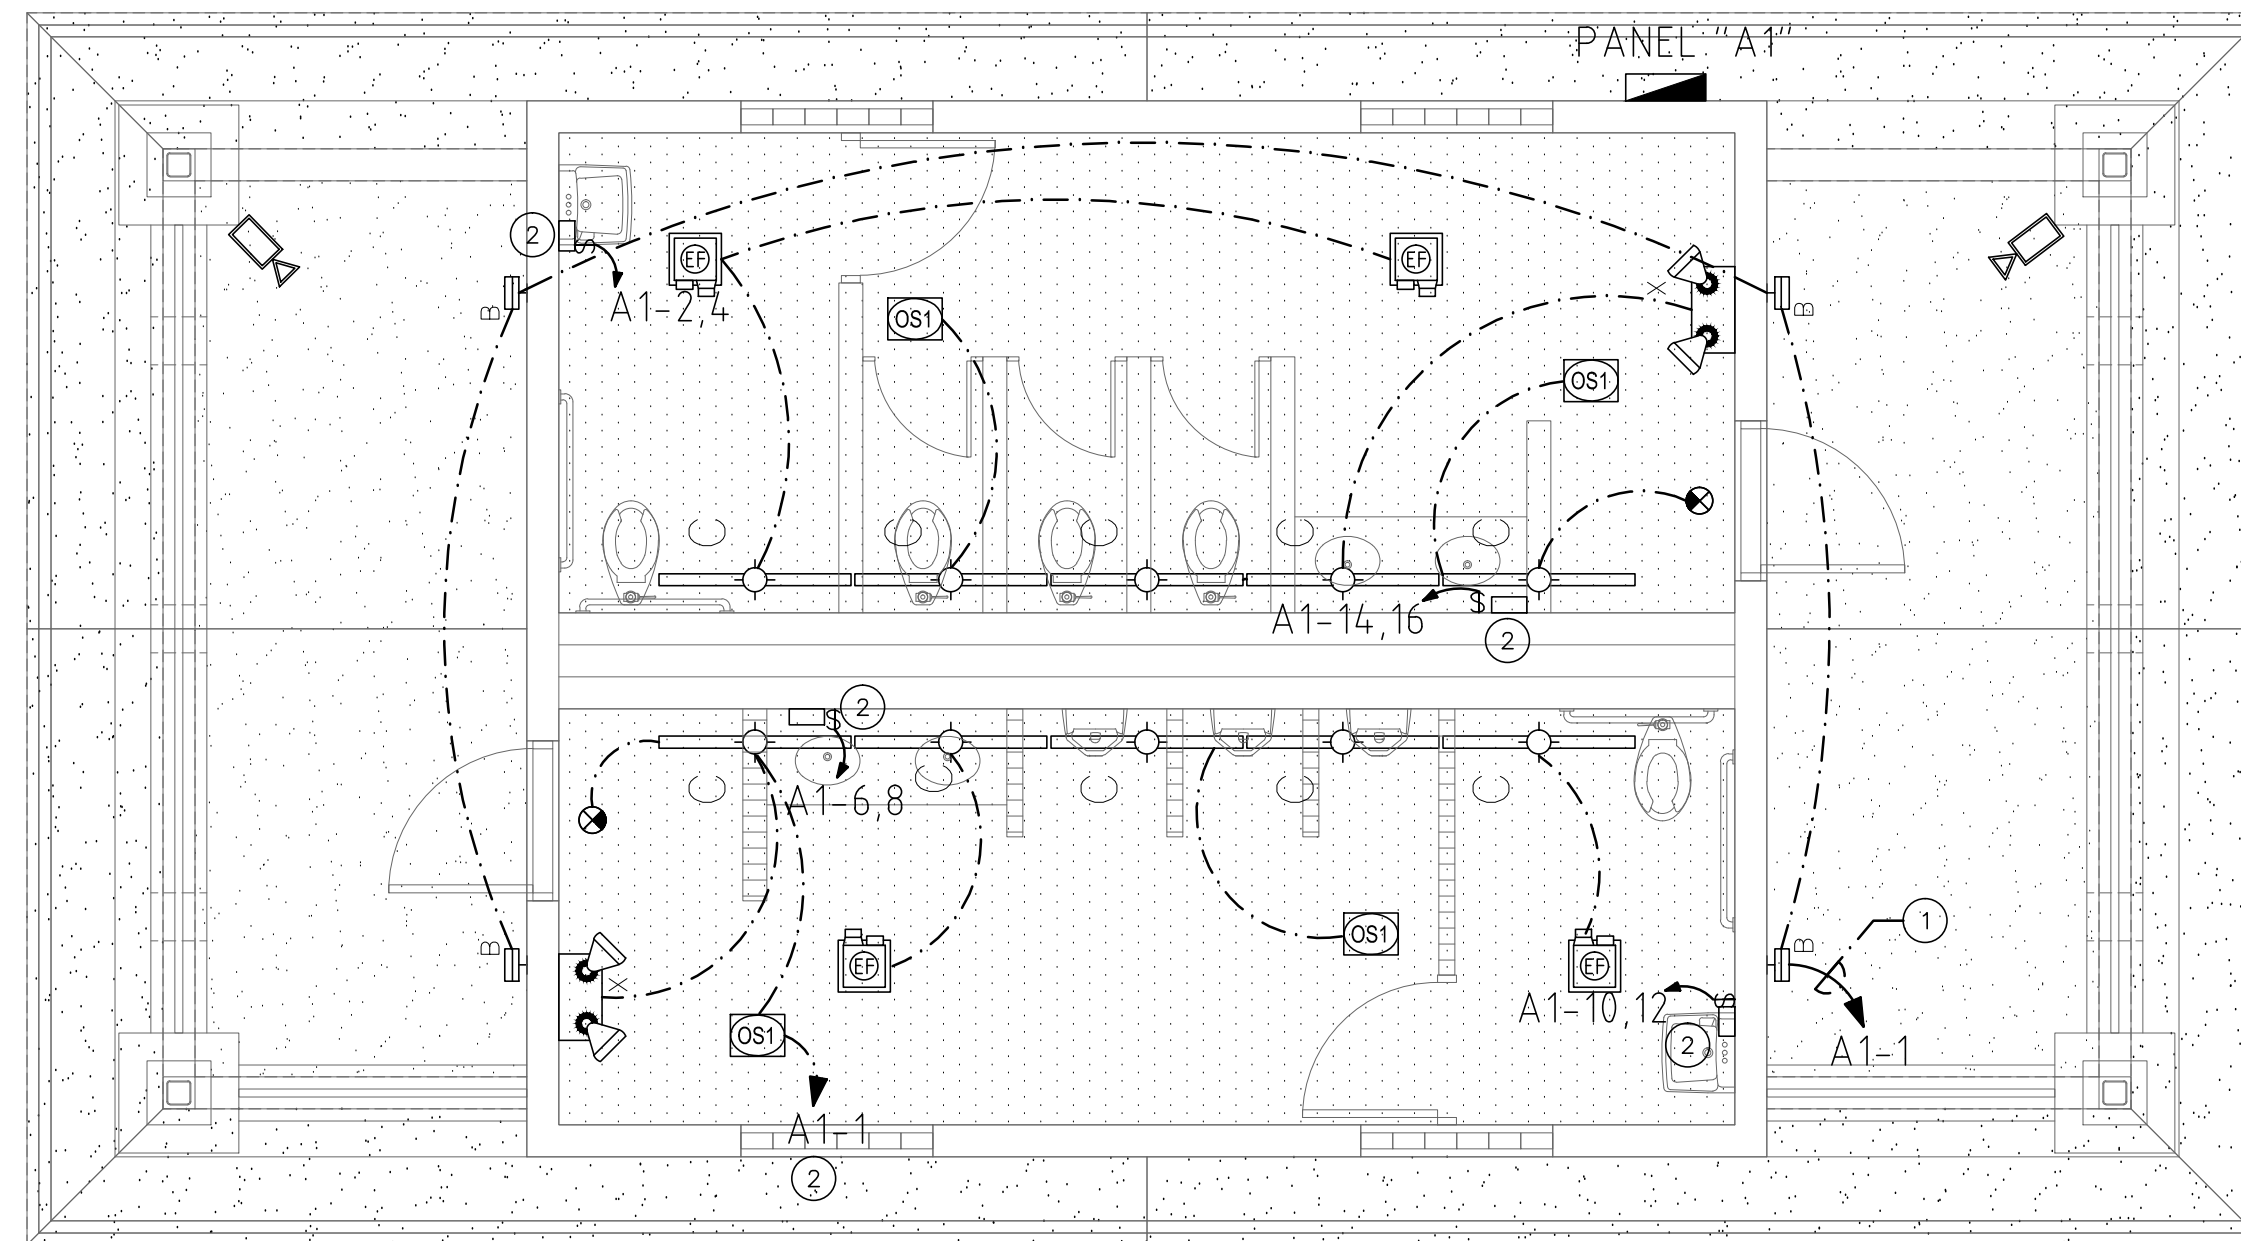 PANEL "A1"
2
EF
EF
A1-2,4
B
OS1
X
B
OS1
$
$
A1-14,16
2
2
$
A1-6,8
1
B
EF
OS1
B
X
EF
A1-10,12
$
OS1
2
A1-1
A1-1
2